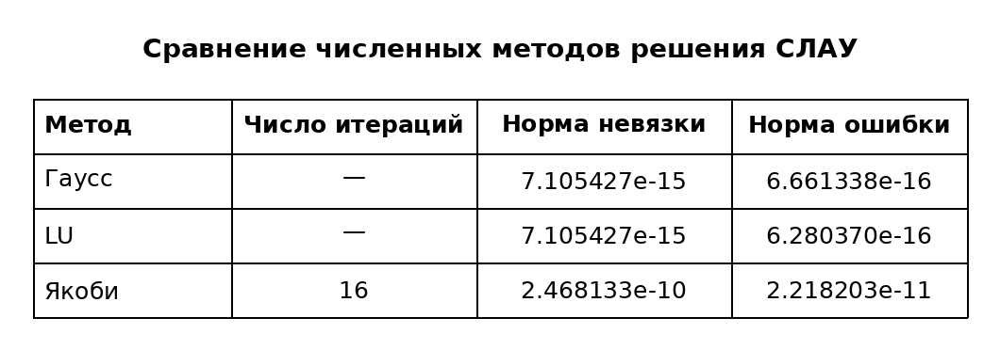 Сравнение численных методов решения СЛАУ
Метод Число итераций Норма невязки Норма ошибки
Гаусс — 7.105427e-15 6.661338e-16
LU — 7.105427e-15 6.280370e-16
Якоби 16 2.468133e-10 2.218203e-11